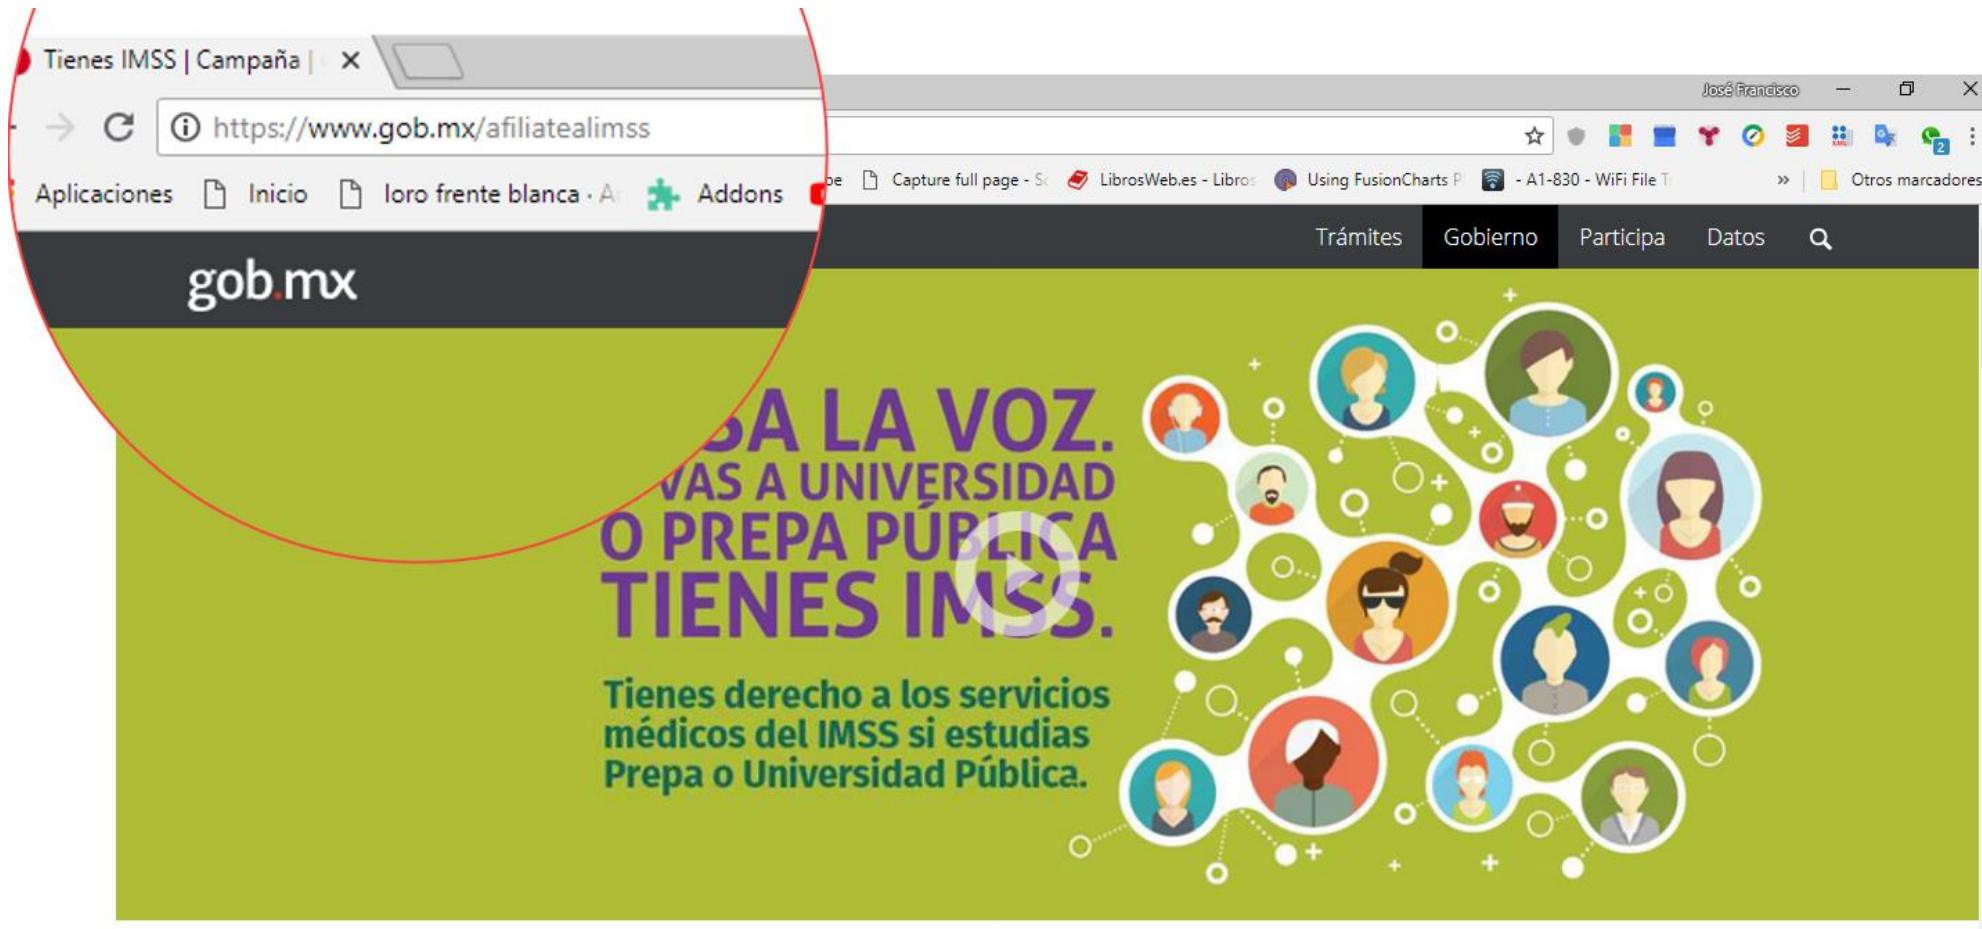 Tienes IMSS | Campaña |
José Francisco
https://www.gob.mx/afiliatealimss
2
Aplicaciones Inicio loro frente blanca · Addons Capture full page - LibrosWeb.es - Libros Using FusionCharts P - A1-830 - WiFi File T » Otros marcadores
gob.mx Trámites Gobierno Participa Datos
SA LA VOZ.
VAS A UNIVERSIDAD
O PREPA PÚBLICA
TIENES IMSS.
Tienes derecho a los servicios
médicos del IMSS si estudias
Prepa o Universidad Pública.